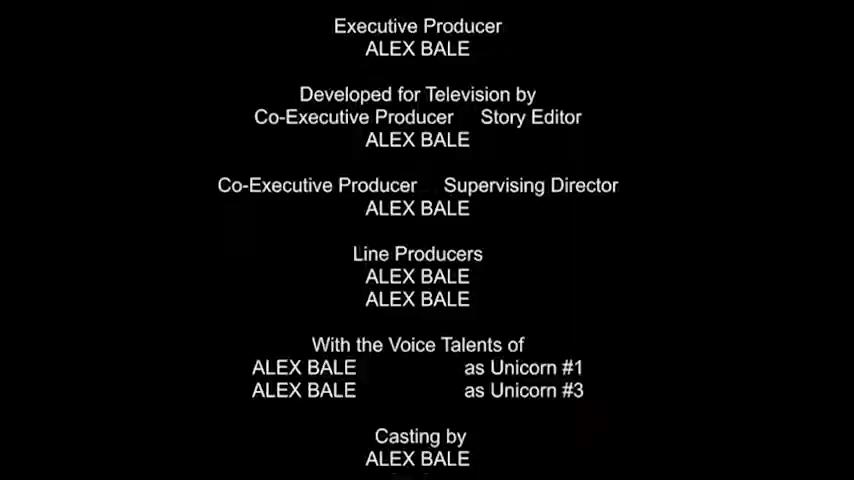 Executive Producer
ALEX BALE
Developed for Television by
Co-Executive Producer Story Editor
ALEX BALE
Co-Executive Producer Supervising Director
ALEX BALE
Line Producers
ALEX BALE
ALEX BALE
With the Voice Talents of
ALEX BALE as Unicorn #1
ALEX BALE as Unicorn #3
Casting by
ALEX BALE